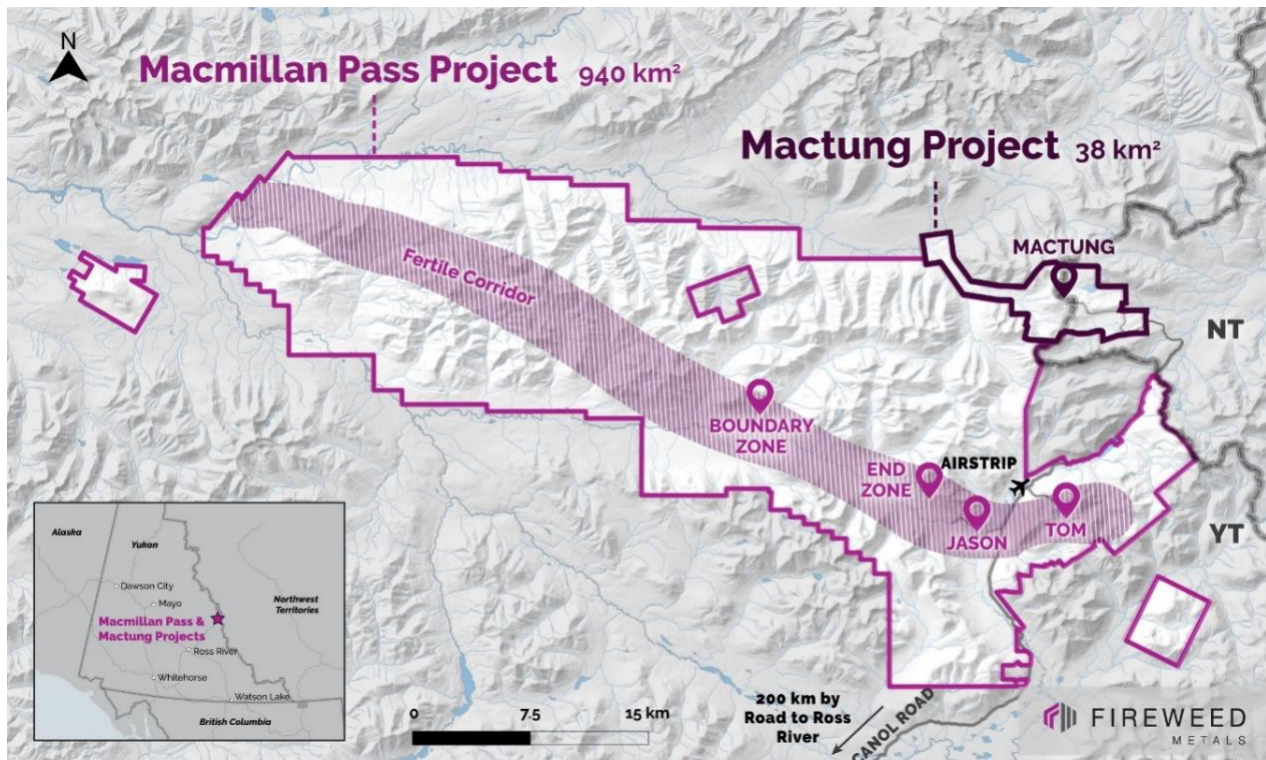 N
Macmillan Pass Project 940 km²
Mactung Project 38 km²
MACTUNG
Fertile Corridor
NT
BOUNDARY
ZONE
END
ZONE
AIRSTRIP
JASON
TOM
YT
Alaska
Yukon
Dawson City
Mayo
Northwest
Territories
Macmillan Pass &
Mactung Projects
Ross River
Whitehorse
Watson Lake
British Columbia
0 7.5 15 km
200 km by
Road to Ross
River
CANOL ROAD
FIREWEED
METALS